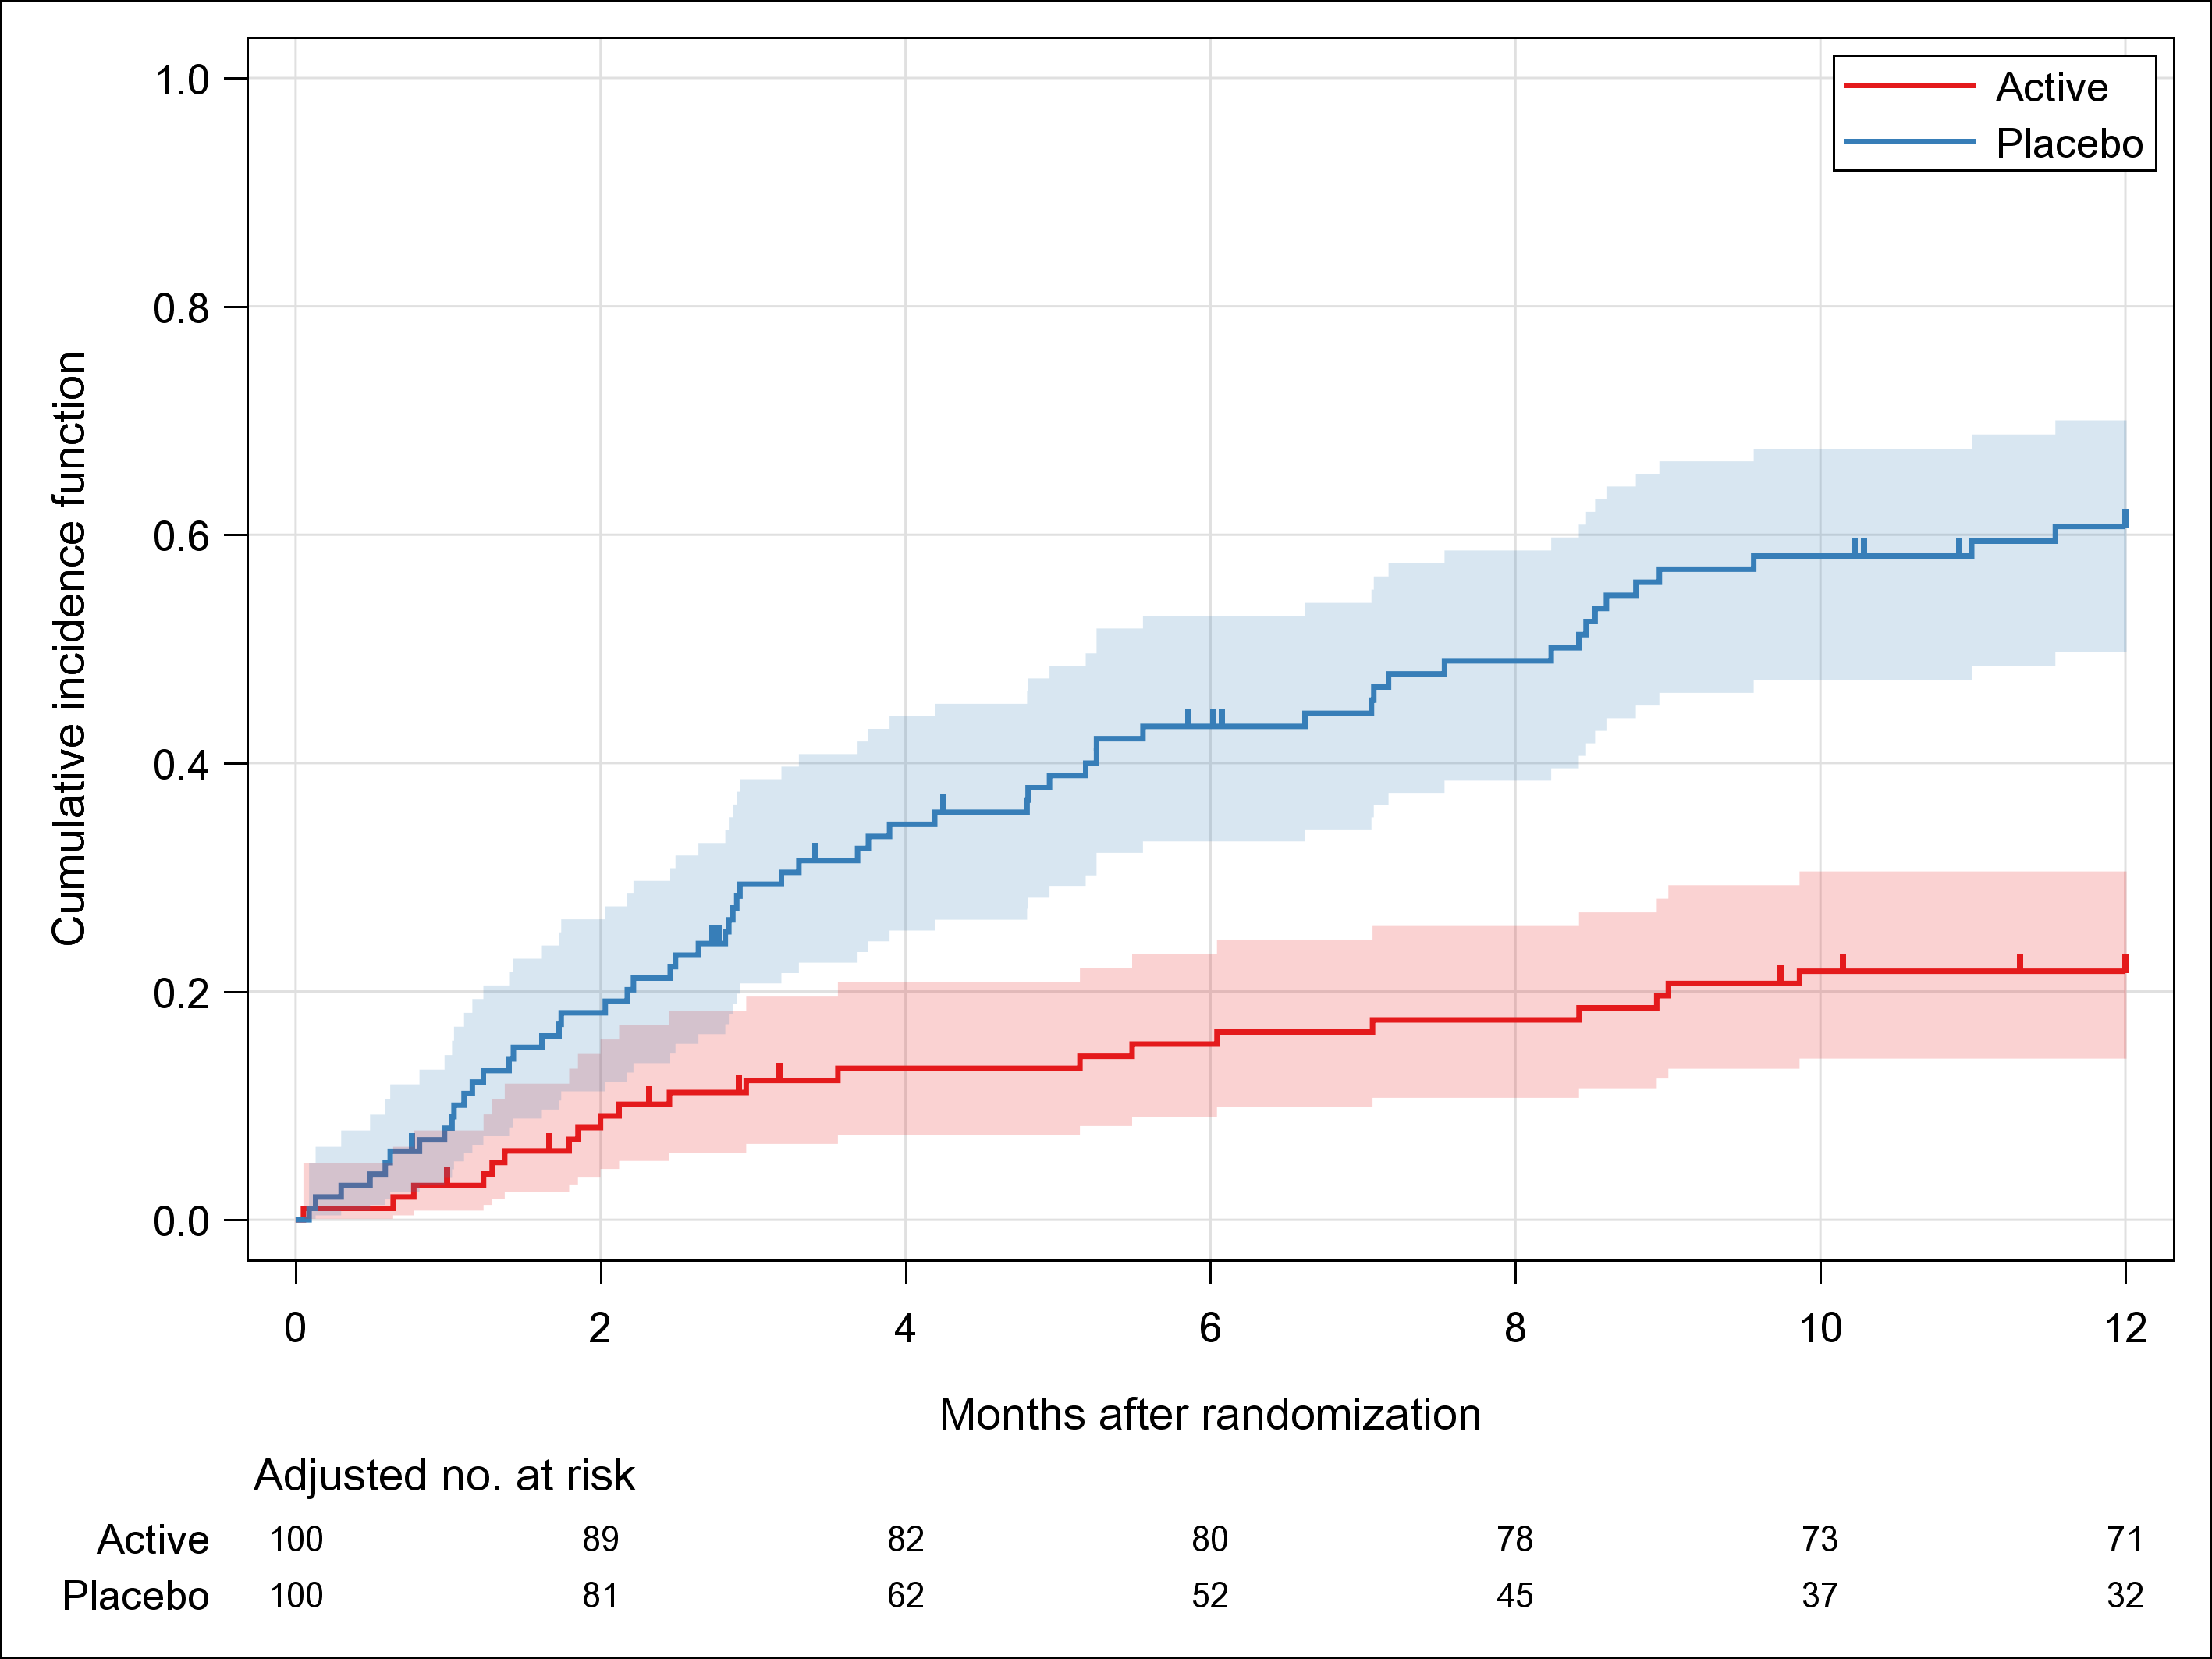 Active
Placebo
Cumulative incidence function
1.0
0.8
0.6
0.4
0.2
0.0
0 2 4 6 8 10 12
Months after randomization
Adjusted no. at risk
Active 100 89 82 80 78 73 71
Placebo 100 81 62 52 45 37 32